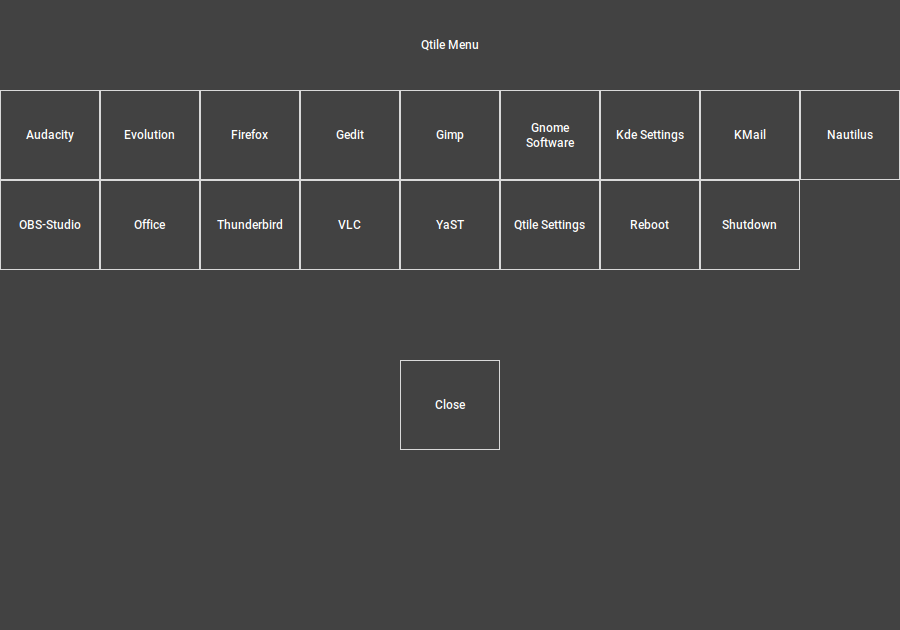 Qtile Menu
Audacity
Evolution
Firefox
Gedit
Gimp
Gnome
Software
Kde Settings
KMail
Nautilus
OBS-Studio
Office
Thunderbird
VLC
YaST
Qtile Settings
Reboot
Shutdown
Close